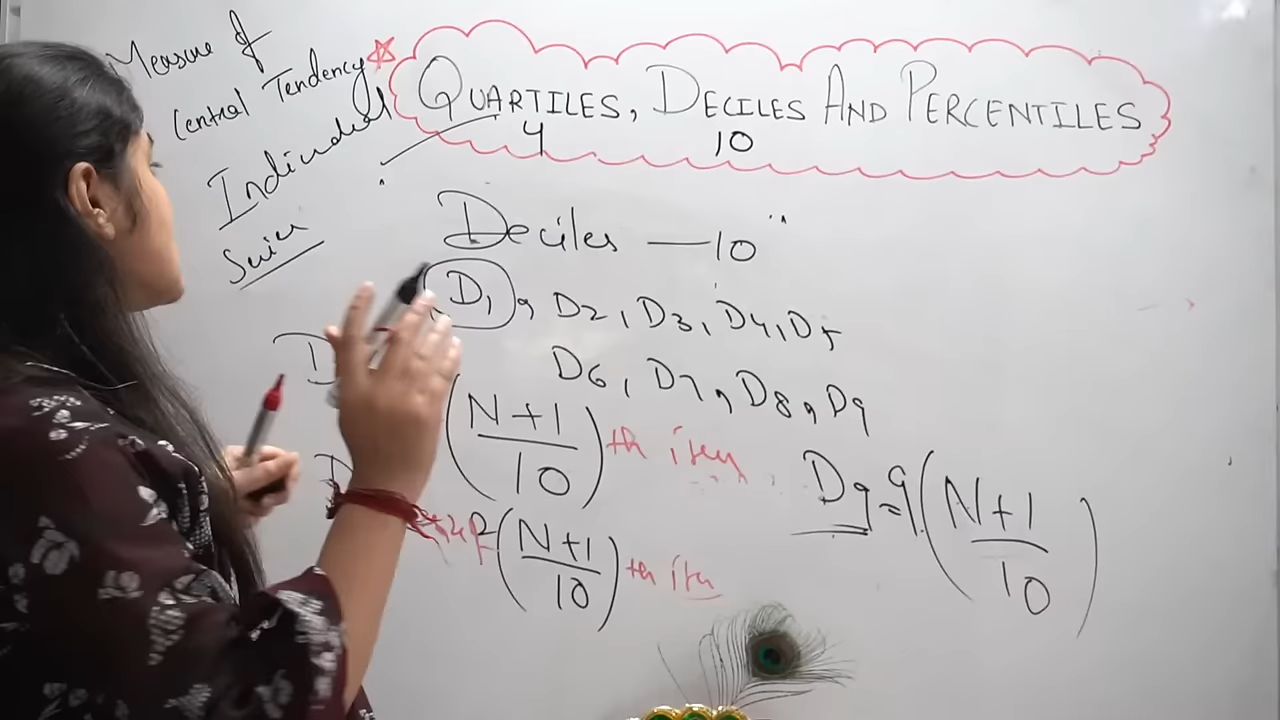 Measure of
Central Tendency
Individual
Series
QUARTILES, DECILES AND PERCENTILES
4 10
Deciles — 10
D1, D2, D3, D4, D5
D6, D7, D8, D9
D
(N+1/10)th item
D
2(N+1/10)th item
D9 = 9(N+1/10)